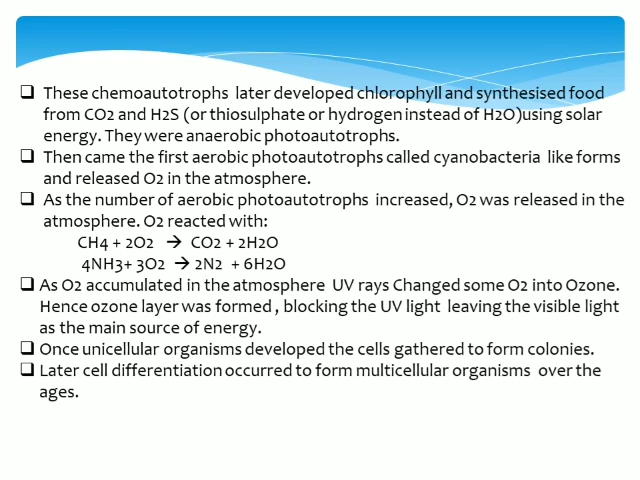 ❑ These chemoautotrophs later developed chlorophyll and synthesised food
from CO2 and H2S (or thiosulphate or hydrogen instead of H2O)using solar
energy. They were anaerobic photoautotrophs.
❑ Then came the first aerobic photoautotrophs called cyanobacteria like forms
and released O2 in the atmosphere.
❑ As the number of aerobic photoautotrophs increased, O2 was released in the
atmosphere. O2 reacted with:
CH4 + 2O2 → CO2 + 2H2O
4NH3+ 3O2 → 2N2 + 6H2O
❑ As O2 accumulated in the atmosphere UV rays Changed some O2 into Ozone.
Hence ozone layer was formed , blocking the UV light leaving the visible light
as the main source of energy.
❑ Once unicellular organisms developed the cells gathered to form colonies.
❑ Later cell differentiation occurred to form multicellular organisms over the
ages.